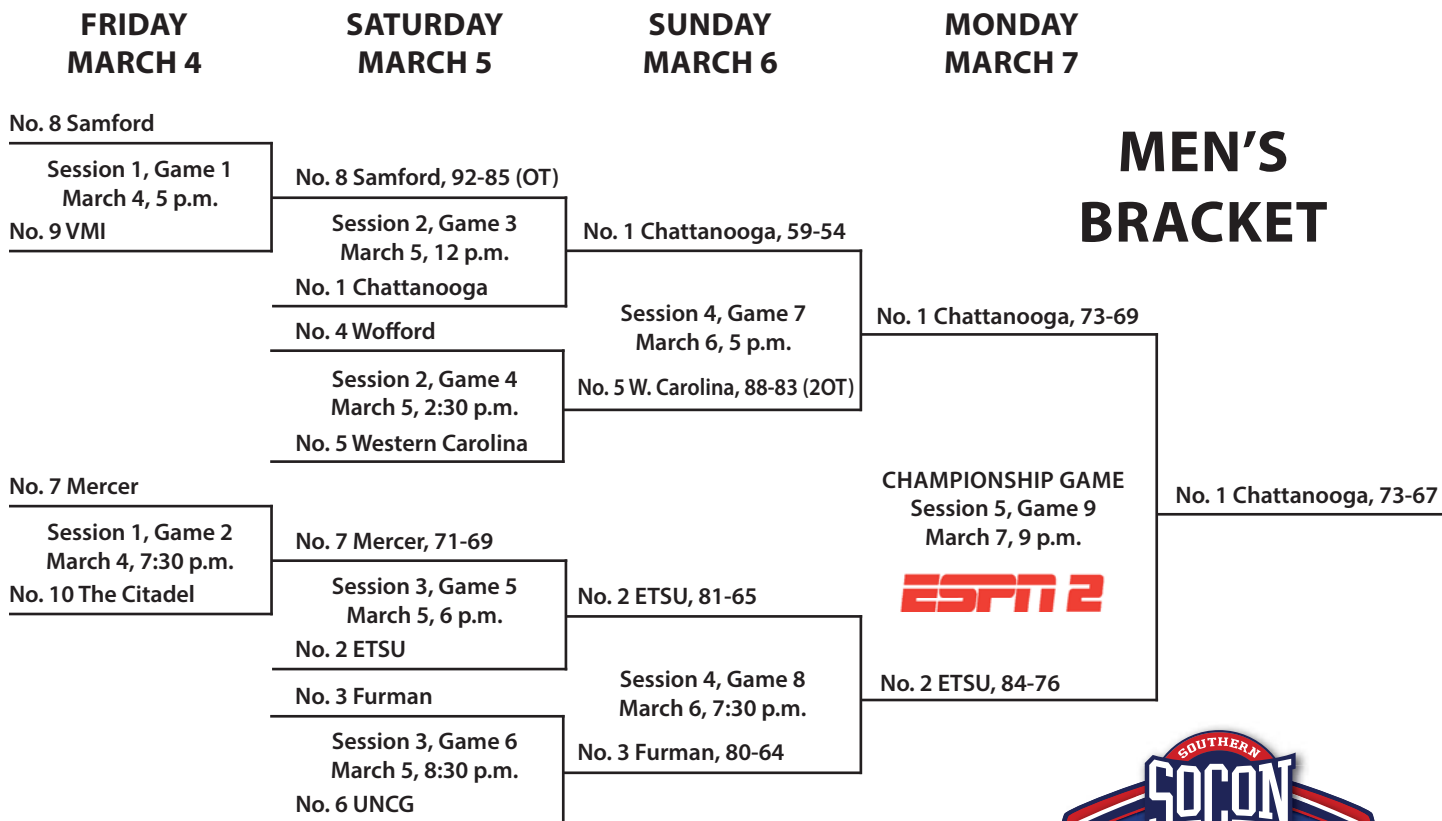 FRIDAY
MARCH 4
SATURDAY
MARCH 5
SUNDAY
MARCH 6
MONDAY
MARCH 7
MEN'S
BRACKET
No. 8 Samford
Session 1, Game 1
March 4, 5 p.m.
No. 9 VMI
No. 7 Mercer
Session 1, Game 2
March 4, 7:30 p.m.
No. 10 The Citadel
No. 8 Samford, 92-85 (OT)
Session 2, Game 3
March 5, 12 p.m.
No. 1 Chattanooga
No. 4 Wofford
Session 2, Game 4
March 5, 2:30 p.m.
No. 5 Western Carolina
No. 7 Mercer, 71-69
Session 3, Game 5
March 5, 6 p.m.
No. 2 ETSU
No. 3 Furman
Session 3, Game 6
March 5, 8:30 p.m.
No. 6 UNCG
No. 1 Chattanooga, 59-54
Session 4, Game 7
March 6, 5 p.m.
No. 5 W. Carolina, 88-83 (2OT)
No. 2 ETSU, 81-65
Session 4, Game 8
March 6, 7:30 p.m.
No. 3 Furman, 80-64
No. 1 Chattanooga, 73-69
CHAMPIONSHIP GAME
Session 5, Game 9
March 7, 9 p.m.
ESPN 2
No. 2 ETSU, 84-76
No. 1 Chattanooga, 73-67
SOUTHERN
SOCON